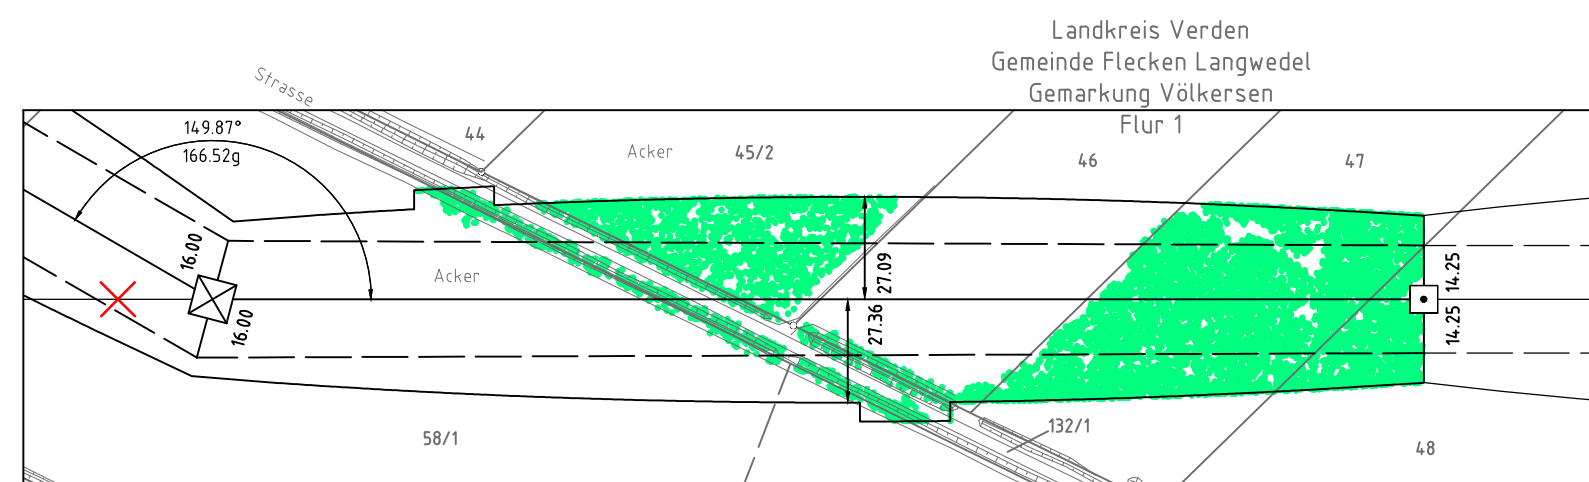 Landkreis Verden
Gemeinde Flecken Langwedel
Gemarkung Völkersen
Flur 1
Strasse
149.87°
166.52g
44
Acker
45/2
46
47
16.00
Acker
27.09
14.25
16.00
27.36
14.25
58/1
132/1
48